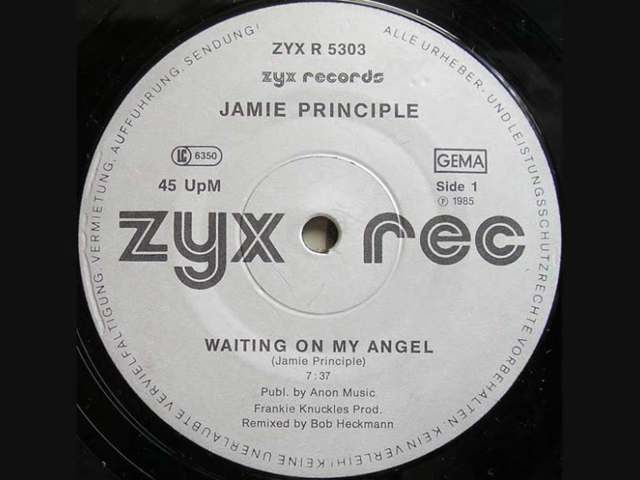 ALLE URHEBER- UND LEISTUNGSSCHUTZRECHTE VORBEHALTEN. KEIN VERLEIH! KEINE UNERLAUBTE VERVIELFÄLTIGUNG, VERMIETUNG, AUFFÜHRUNG, SENDUNG!
ZYX R 5303
zyx records
JAMIE PRINCIPLE
LC 6350
GEMA
45 UpM
Side 1
℗ 1985
zyx rec
WAITING ON MY ANGEL
(Jamie Principle)
7:37
Publ. by Anon Music
Frankie Knuckles Prod.
Remixed by Bob Heckmann